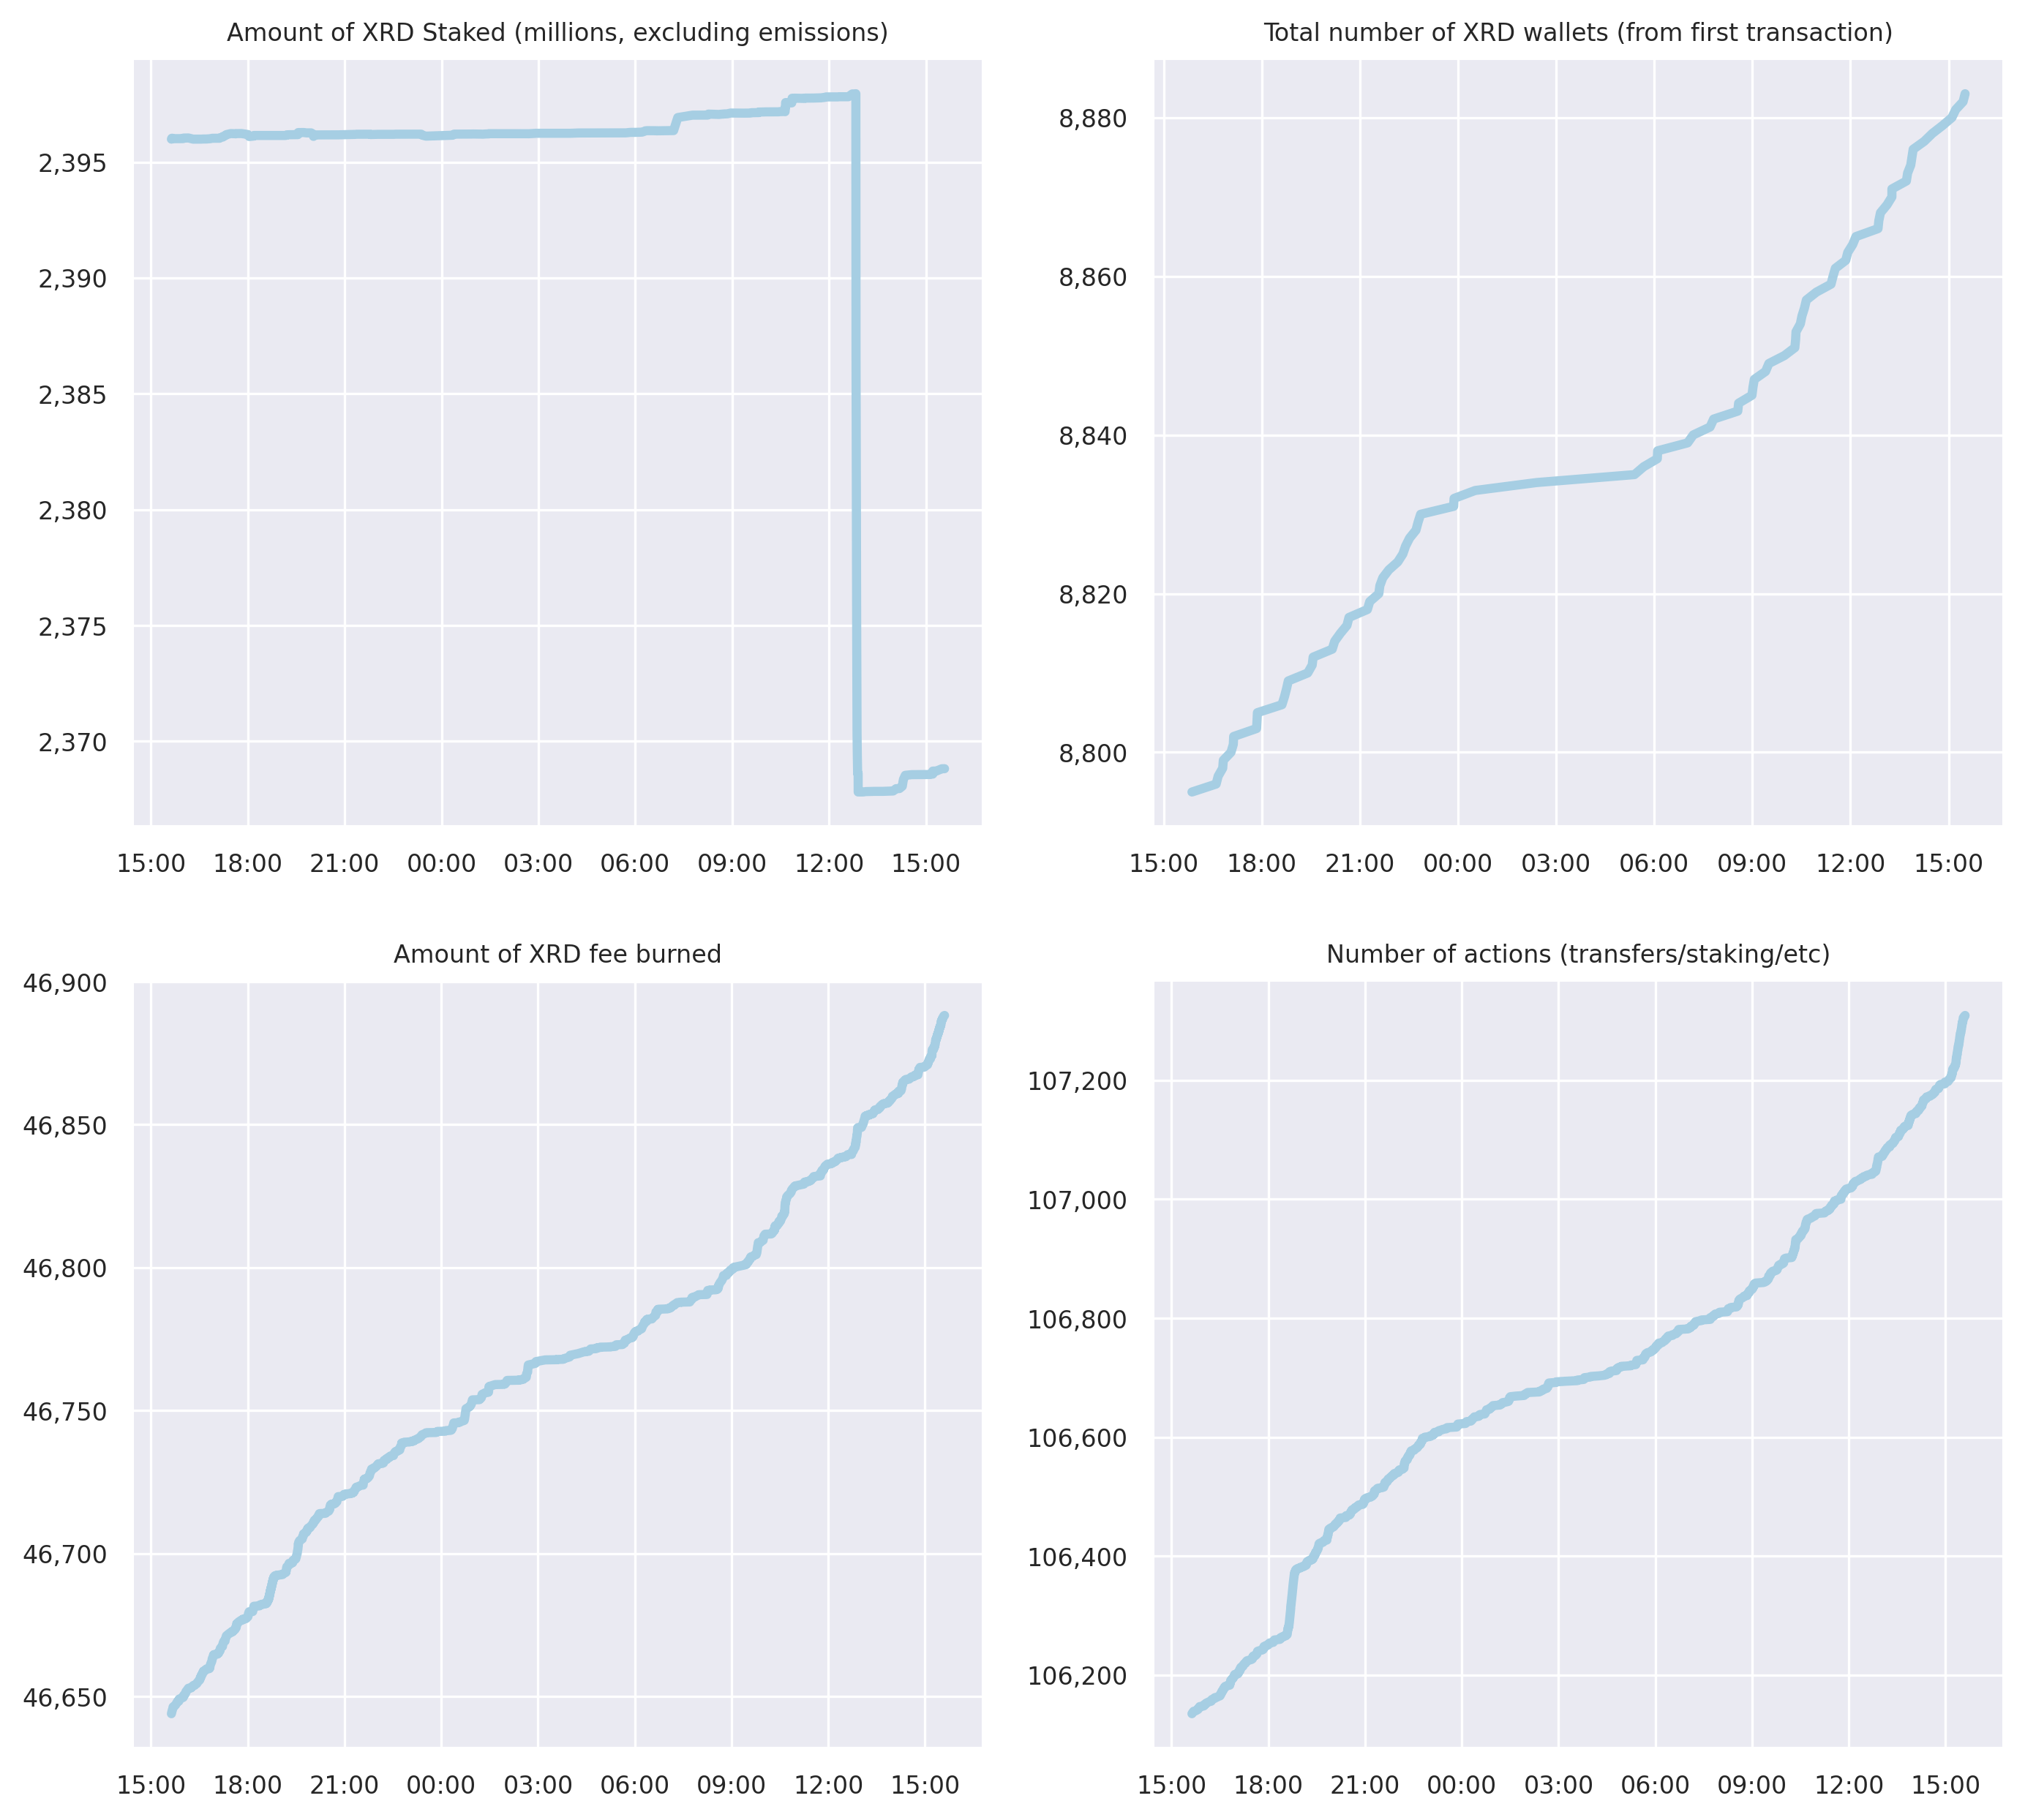 Amount of XRD Staked (millions, excluding emissions)
2,395
2,390
2,385
2,380
2,375
2,370
15:00 18:00 21:00 00:00 03:00 06:00 09:00 12:00 15:00
Total number of XRD wallets (from first transaction)
8,880
8,860
8,840
8,820
8,800
15:00 18:00 21:00 00:00 03:00 06:00 09:00 12:00 15:00
Amount of XRD fee burned
46,900
46,850
46,800
46,750
46,700
46,650
15:00 18:00 21:00 00:00 03:00 06:00 09:00 12:00 15:00
Number of actions (transfers/staking/etc)
107,200
107,000
106,800
106,600
106,400
106,200
15:00 18:00 21:00 00:00 03:00 06:00 09:00 12:00 15:00